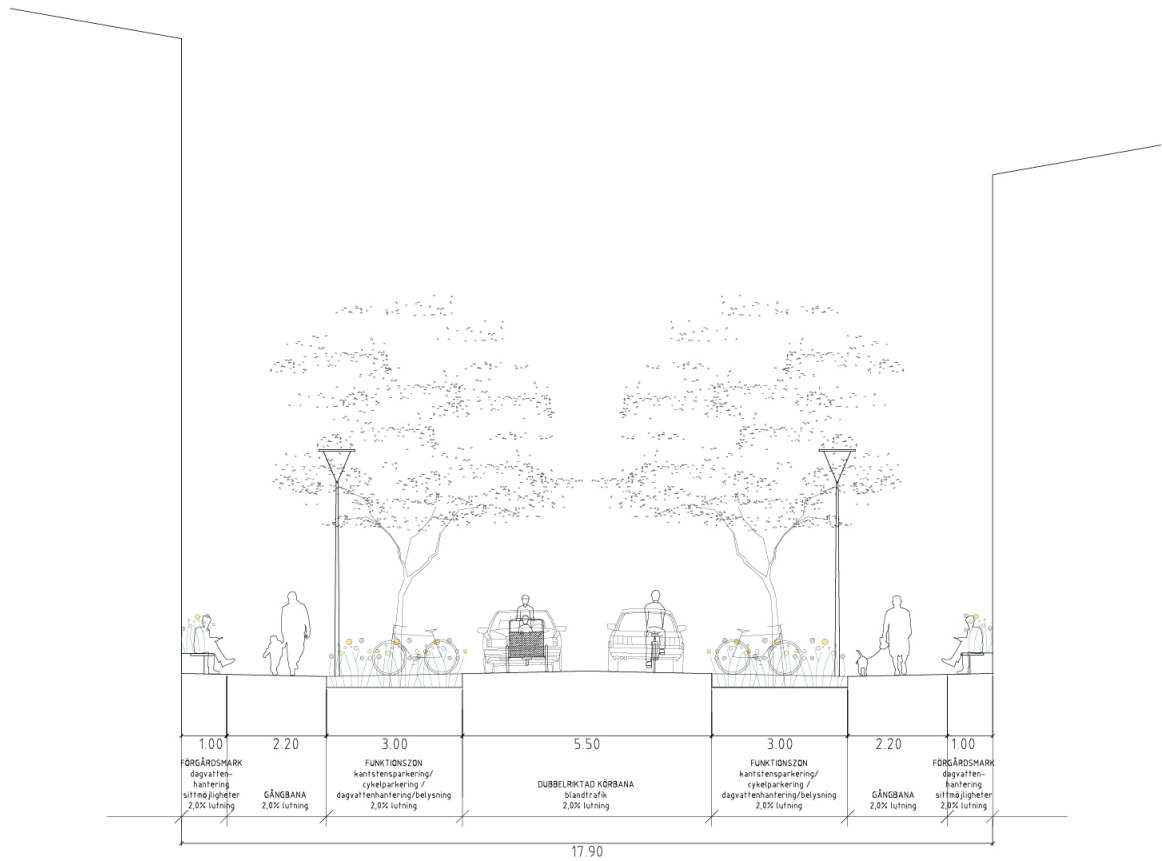 1.00
2.20
3.00
5.50
3.00
2.20
1.00
FÖRGÅRDSMARK
dagvatten-
hantering
sittmöjligheter
2,0% lutning
GÅNGBANA
2,0% lutning
FUNKTIONSZON
kantstensparkering/
cykelparkering /
dagvattenhantering/belysning
2,0% lutning
DUBBELRIKTAD KÖRBANA
blandtrafik
2,0% lutning
FUNKTIONSZON
kantstensparkering/
cykelparkering /
dagvattenhantering/belysning
2,0% lutning
GÅNGBANA
2,0% lutning
FÖRGÅRDSMARK
dagvatten-
hantering
sittmöjligheter
2,0% lutning
17.90